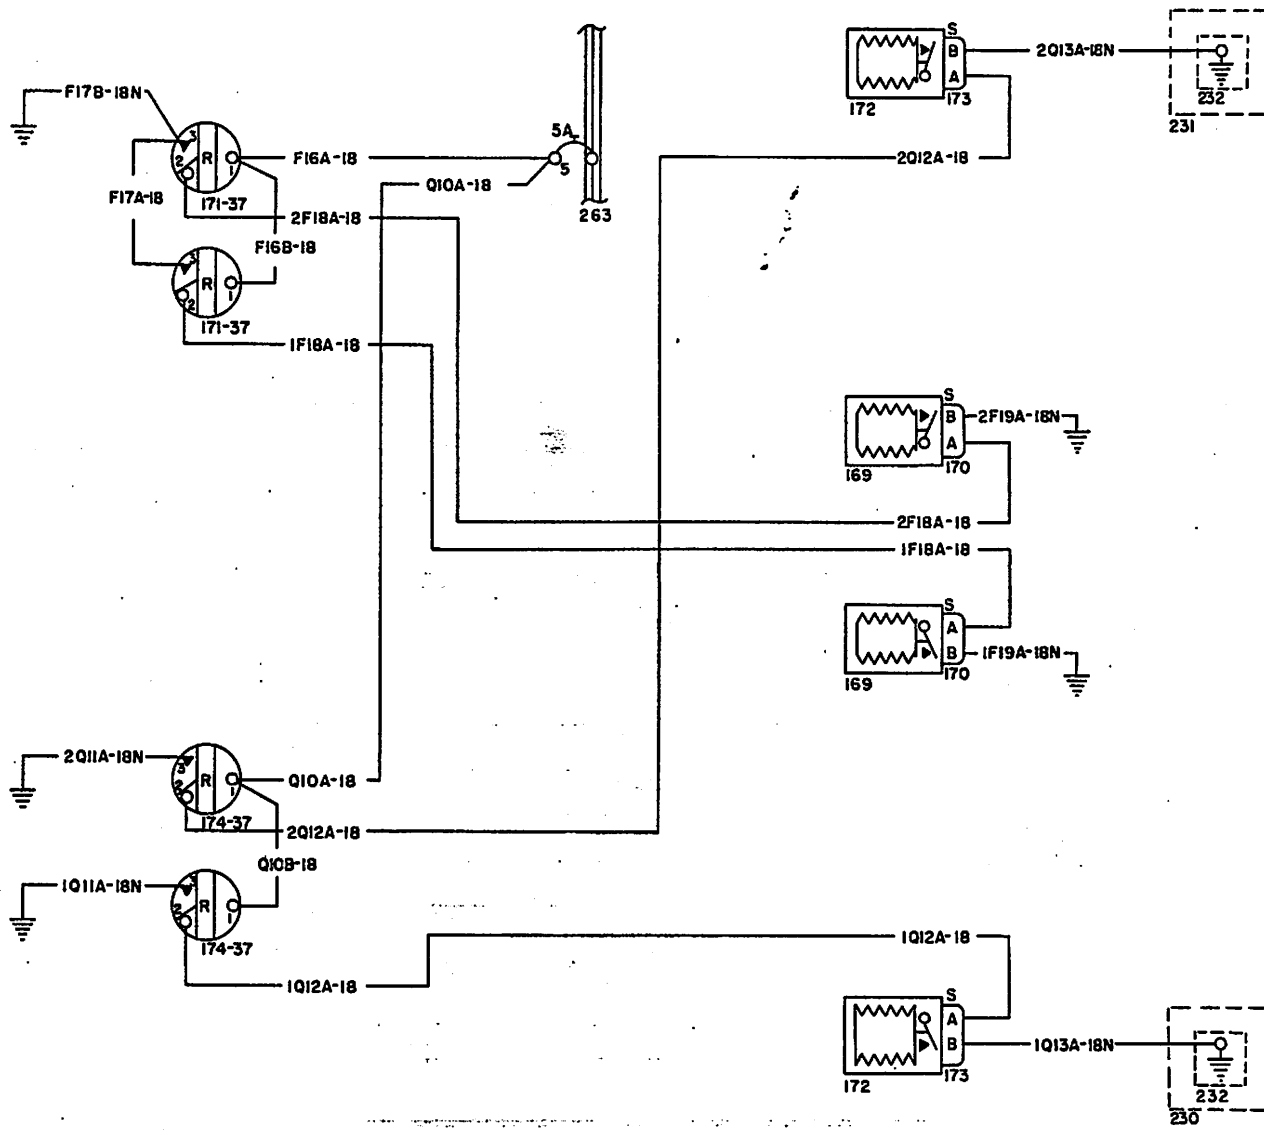 S
B
A
2Q13A-18N
172
173
232
231
F17B-18N
5A
5
3
2
R
1
F16A-18
2Q12A-18
F17A-18
171-37
Q10A-18
263
2F18A-18
F16B-18
3
2
R
1
171-37
1F18A-18
S
B
A
2F19A-18N
169
170
2F18A-18
1F18A-18
S
A
B
1F19A-18N
169
170
2Q11A-18N
3
2
R
1
Q10A-18
174-37
2Q12A-18
Q10B-18
1Q11A-18N
3
2
R
1
174-37
1Q12A-18
1Q12A-18
S
A
B
1Q13A-18N
172
173
232
230